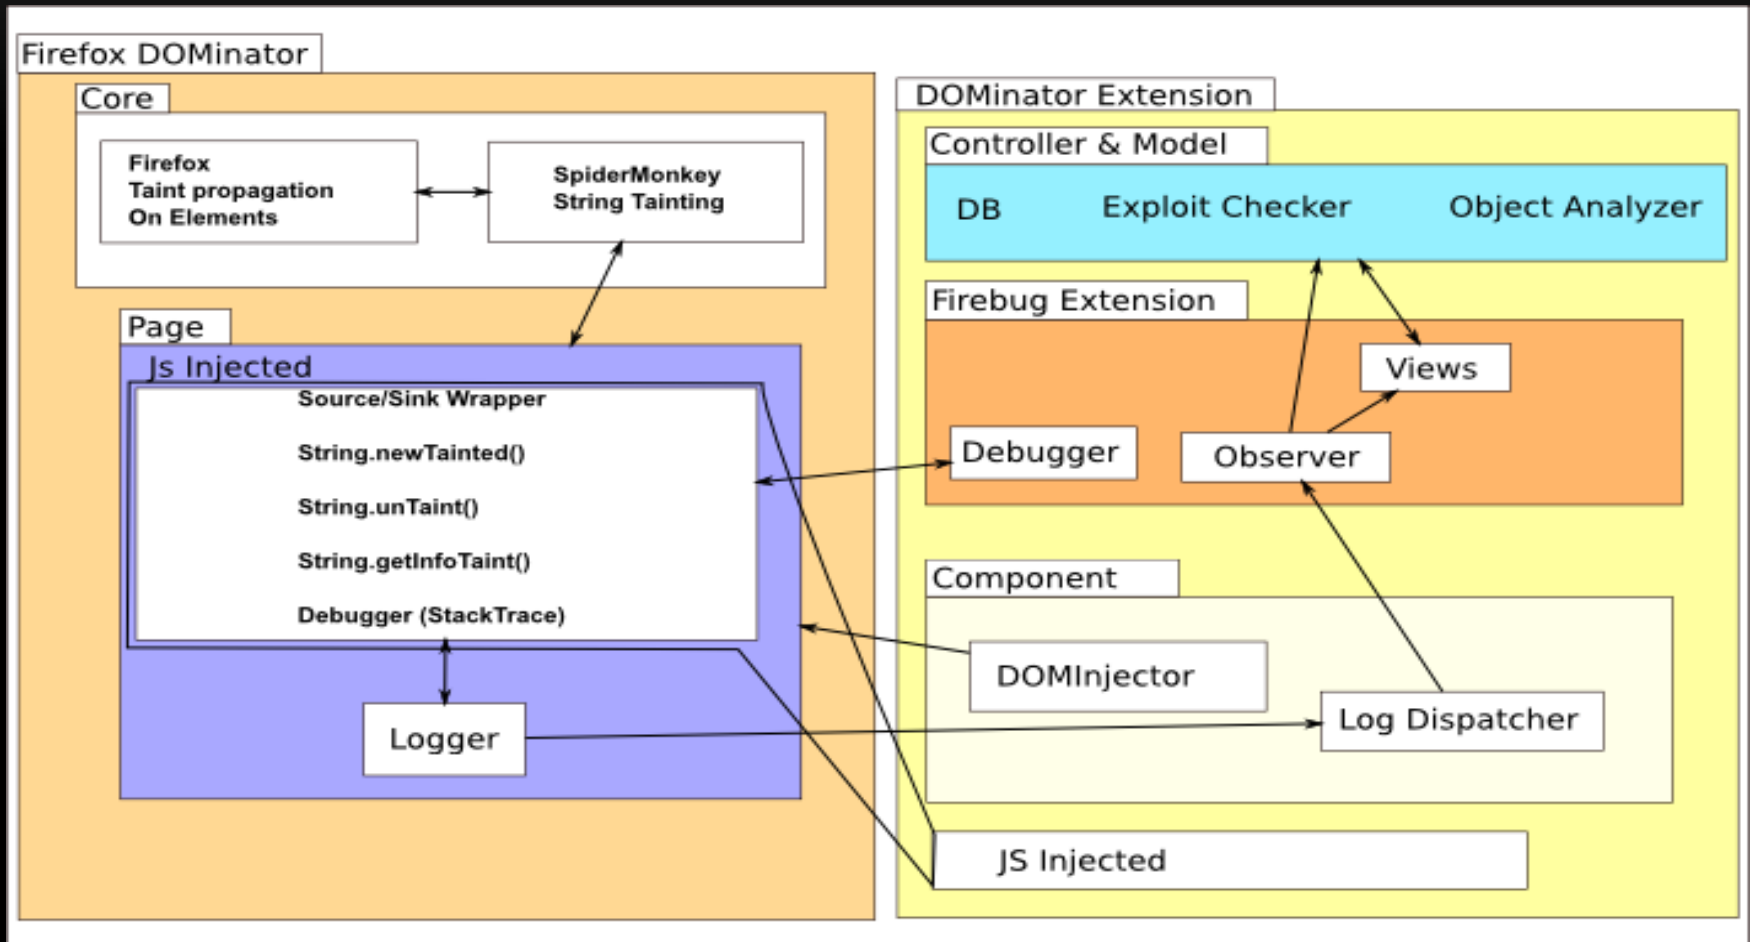 Firefox DOMinator
Core
Firefox
Taint propagation
On Elements
SpiderMonkey
String Tainting
Page
Js Injected
Source/Sink Wrapper
String.newTainted()
String.unTaint()
String.getInfoTaint()
Debugger (StackTrace)
Logger
DOMinator Extension
Controller & Model
DB
Exploit Checker
Object Analyzer
Firebug Extension
Views
Debugger
Observer
Component
DOMInjector
Log Dispatcher
JS Injected